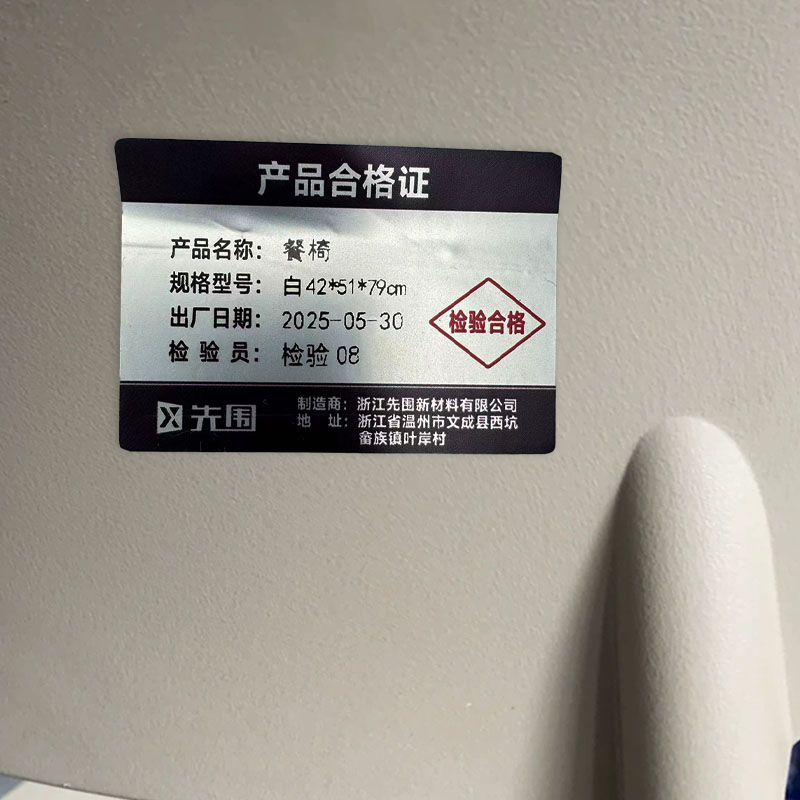 产品合格证
产品名称：餐椅
规格型号：白42*51*79cm
出厂日期：2025-05-30
检验员：检验08
检验合格
先围
制造商：浙江先围新材料有限公司
地址：浙江省温州市文成县西坑
畲族镇叶岸村